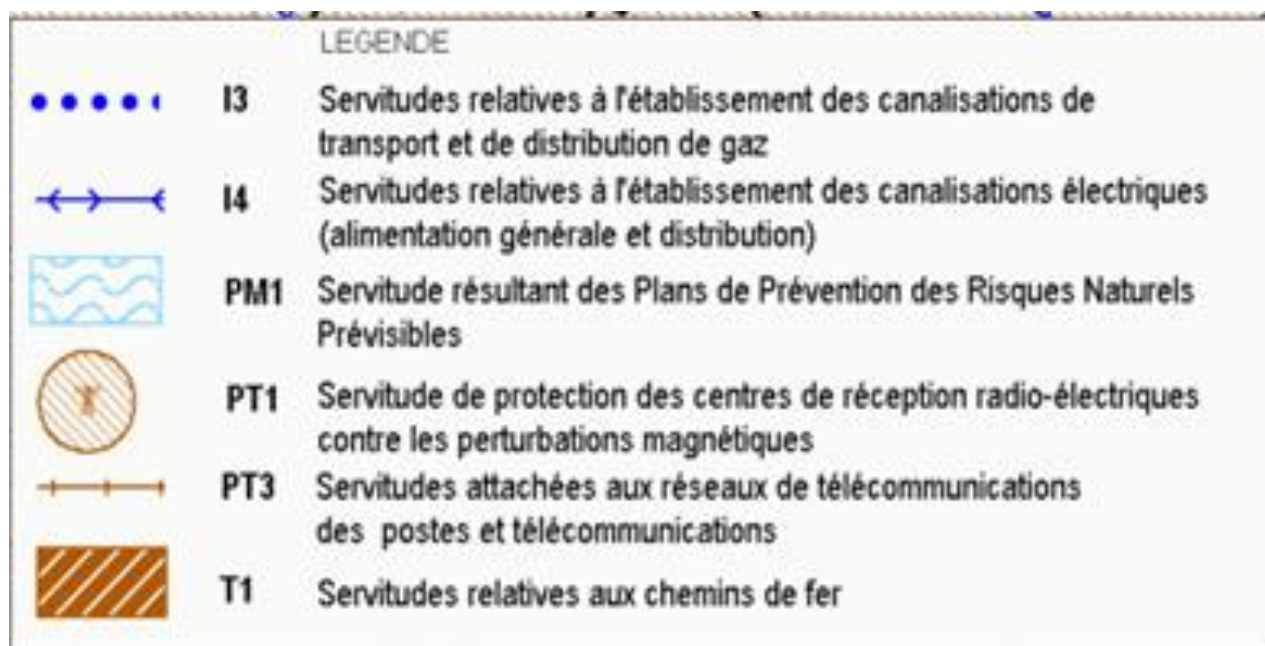 LEGENDE
I3 Servitudes relatives à l'établissement des canalisations de
transport et de distribution de gaz
I4 Servitudes relatives à l'établissement des canalisations électriques
(alimentation générale et distribution)
PM1 Servitude résultant des Plans de Prévention des Risques Naturels
Prévisibles
PT1 Servitude de protection des centres de réception radio-électriques
contre les perturbations magnétiques
PT3 Servitudes attachées aux réseaux de télécommunications
des postes et télécommunications
T1 Servitudes relatives aux chemins de fer